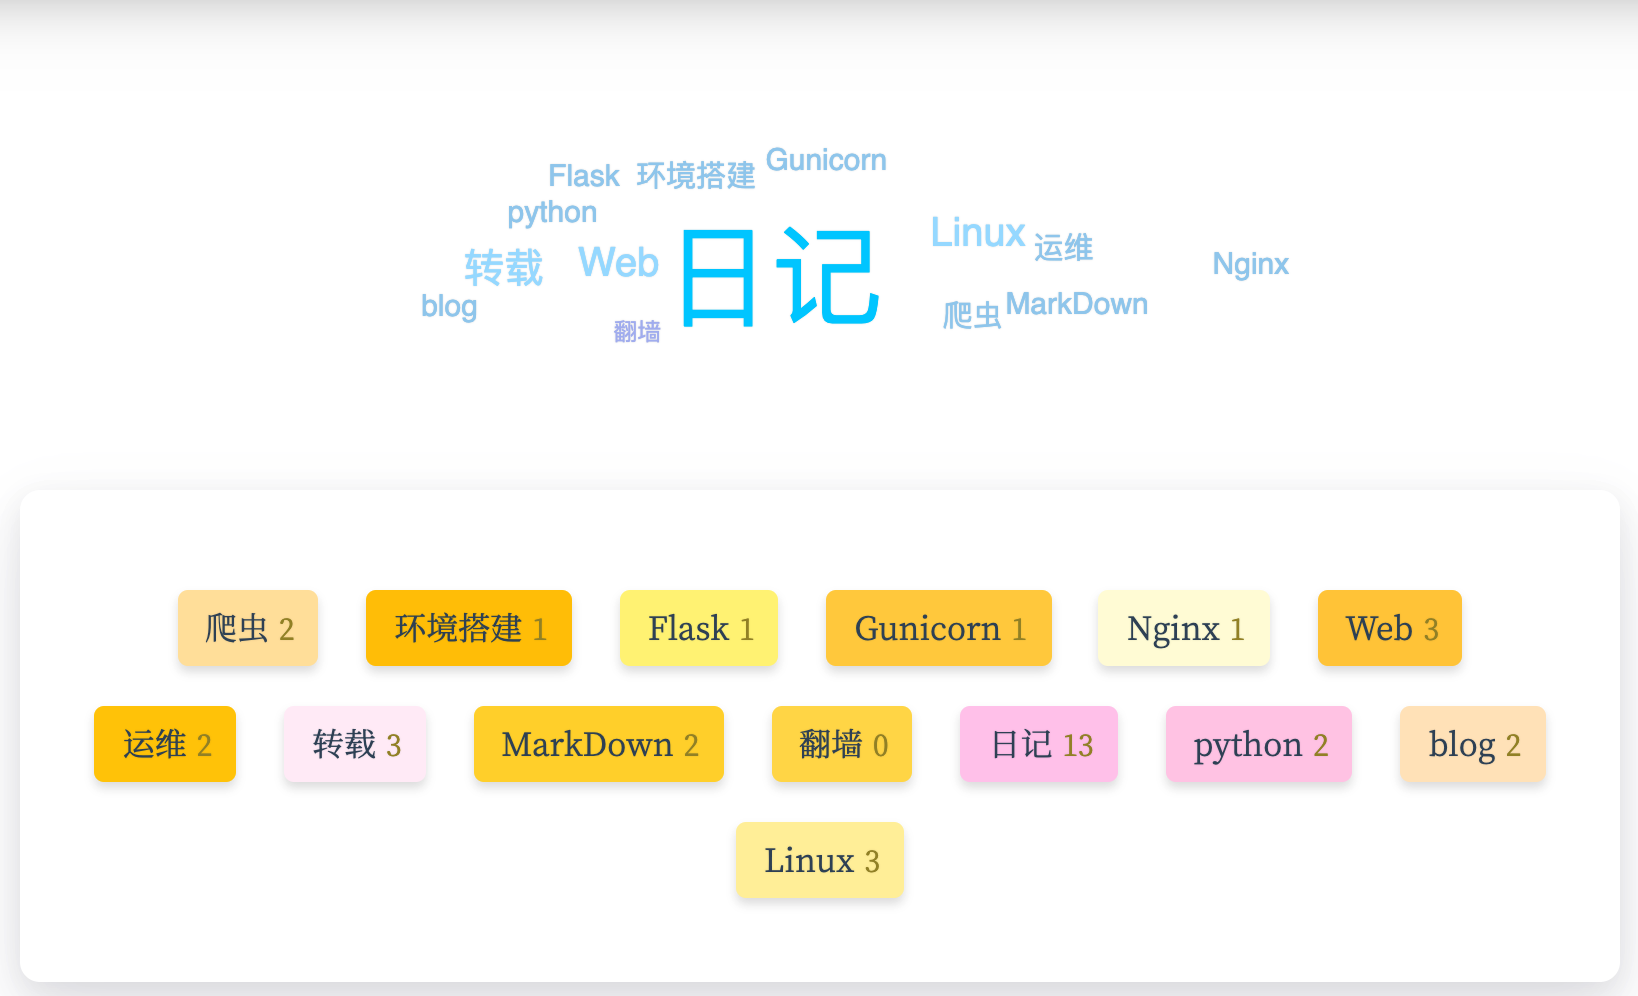 Gunicorn
Flask 环境搭建
python
Linux 运维
转载 Web 日记 Nginx
blog 爬虫 MarkDown
翻墙
爬虫 2 环境搭建 1 Flask 1 Gunicorn 1 Nginx 1 Web 3
运维 2 转载 3 MarkDown 2 翻墙 0 日记 13 python 2 blog 2
Linux 3